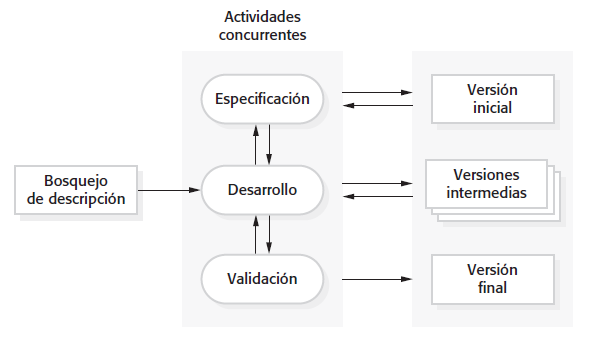 Actividades
concurrentes
Bosquejo
de descripción
Especificación
Desarrollo
Validación
Versión
inicial
Versiones
intermedias
Versión
final